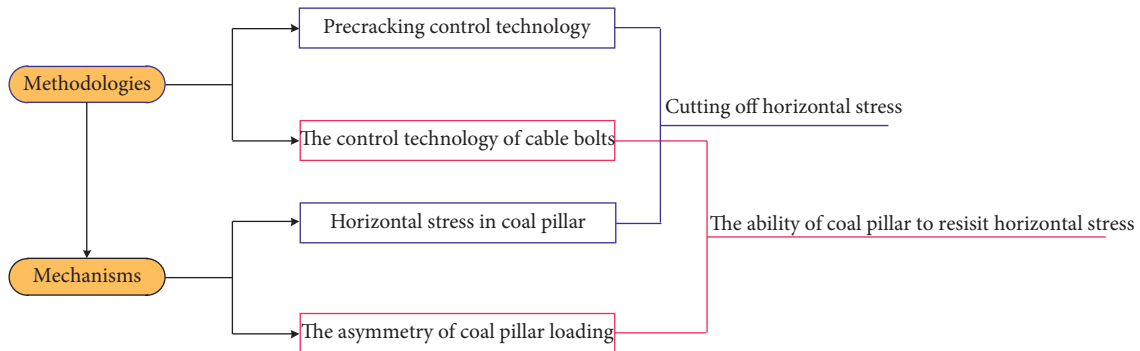 Precracking control technology
Methodologies
Cutting off horizontal stress
The control technology of cable bolts
Horizontal stress in coal pillar
The ability of coal pillar to resisit horizontal stress
Mechanisms
The asymmetry of coal pillar loading